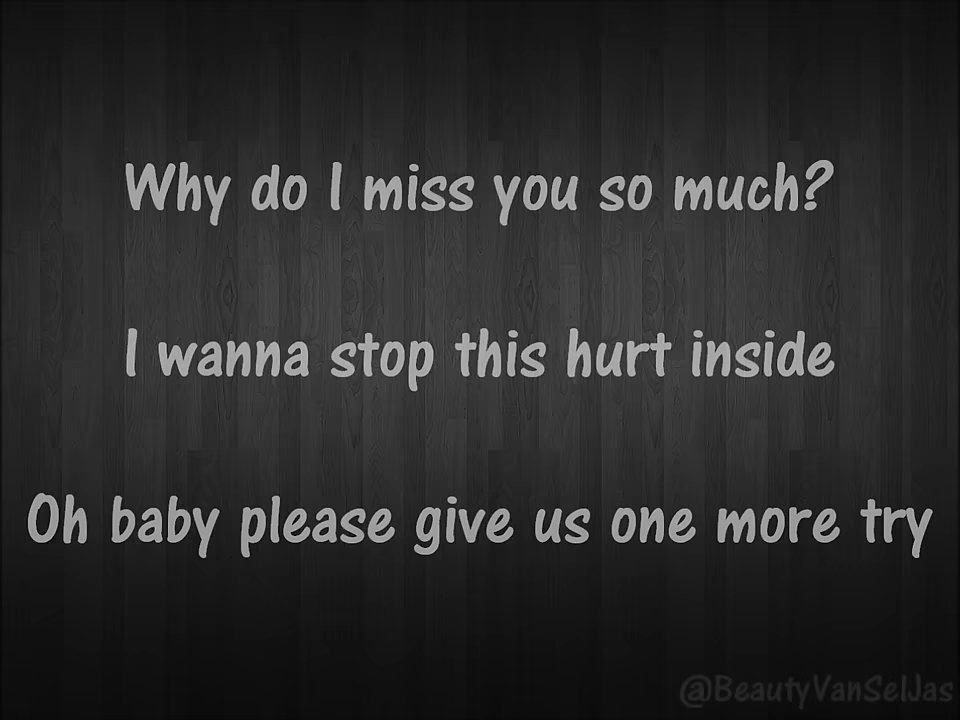 Why do I miss you so much?
I wanna stop this hurt inside
Oh baby please give us one more try
@BeautyVanSelJas